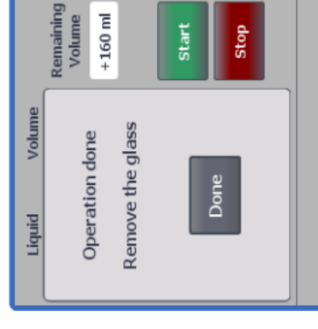 Liquid
Volume
Remaining
Volume
+160 ml
Operation done
Remove the glass
Done
Start
Stop